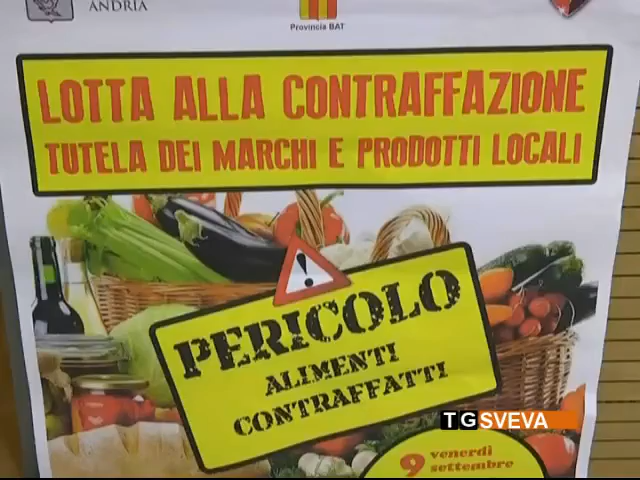 ANDRIA
Provincia BAT
LOTTA ALLA CONTRAFFAZIONE
TUTELA DEI MARCHI E PRODOTTI LOCALI
PERICOLO
ALIMENTI
CONTRAFFATTI
TGSVEVA
9 venerdì
settembre